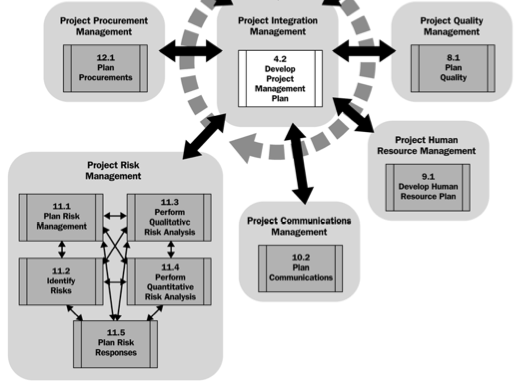 Project Procurement
Management
12.1
Plan
Procurements
Project Integration
Management
4.2
Develop
Project
Management
Plan
Project Quality
Management
8.1
Plan
Quality
Project Human
Resource Management
9.1
Develop Human
Resource Plan
Project Risk
Management
11.1
Plan Risk
Management
11.3
Perform
Qualitatvc
Risk Analysis
11.2
Identify
Risks
11.4
Perform
Quantitative
Risk Analysis
11.5
Plan Risk
Responses
Project Communications
Management
10.2
Plan
Communications